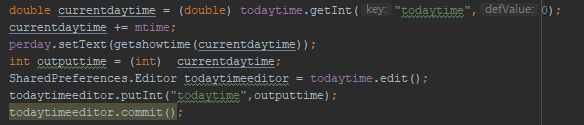 double currentdaytime = (double) todaytime.getInt( key: "todaytime", defValue: 0);
currentdaytime += mtime;
perday.setText(getshowtime(currentdaytime));
int outputtime = (int)  currentdaytime;
SharedPreferences.Editor todaytimeeditor = todaytime.edit();
todaytimeeditor.putInt("todaytime",outputtime);
todaytimeeditor.commit();